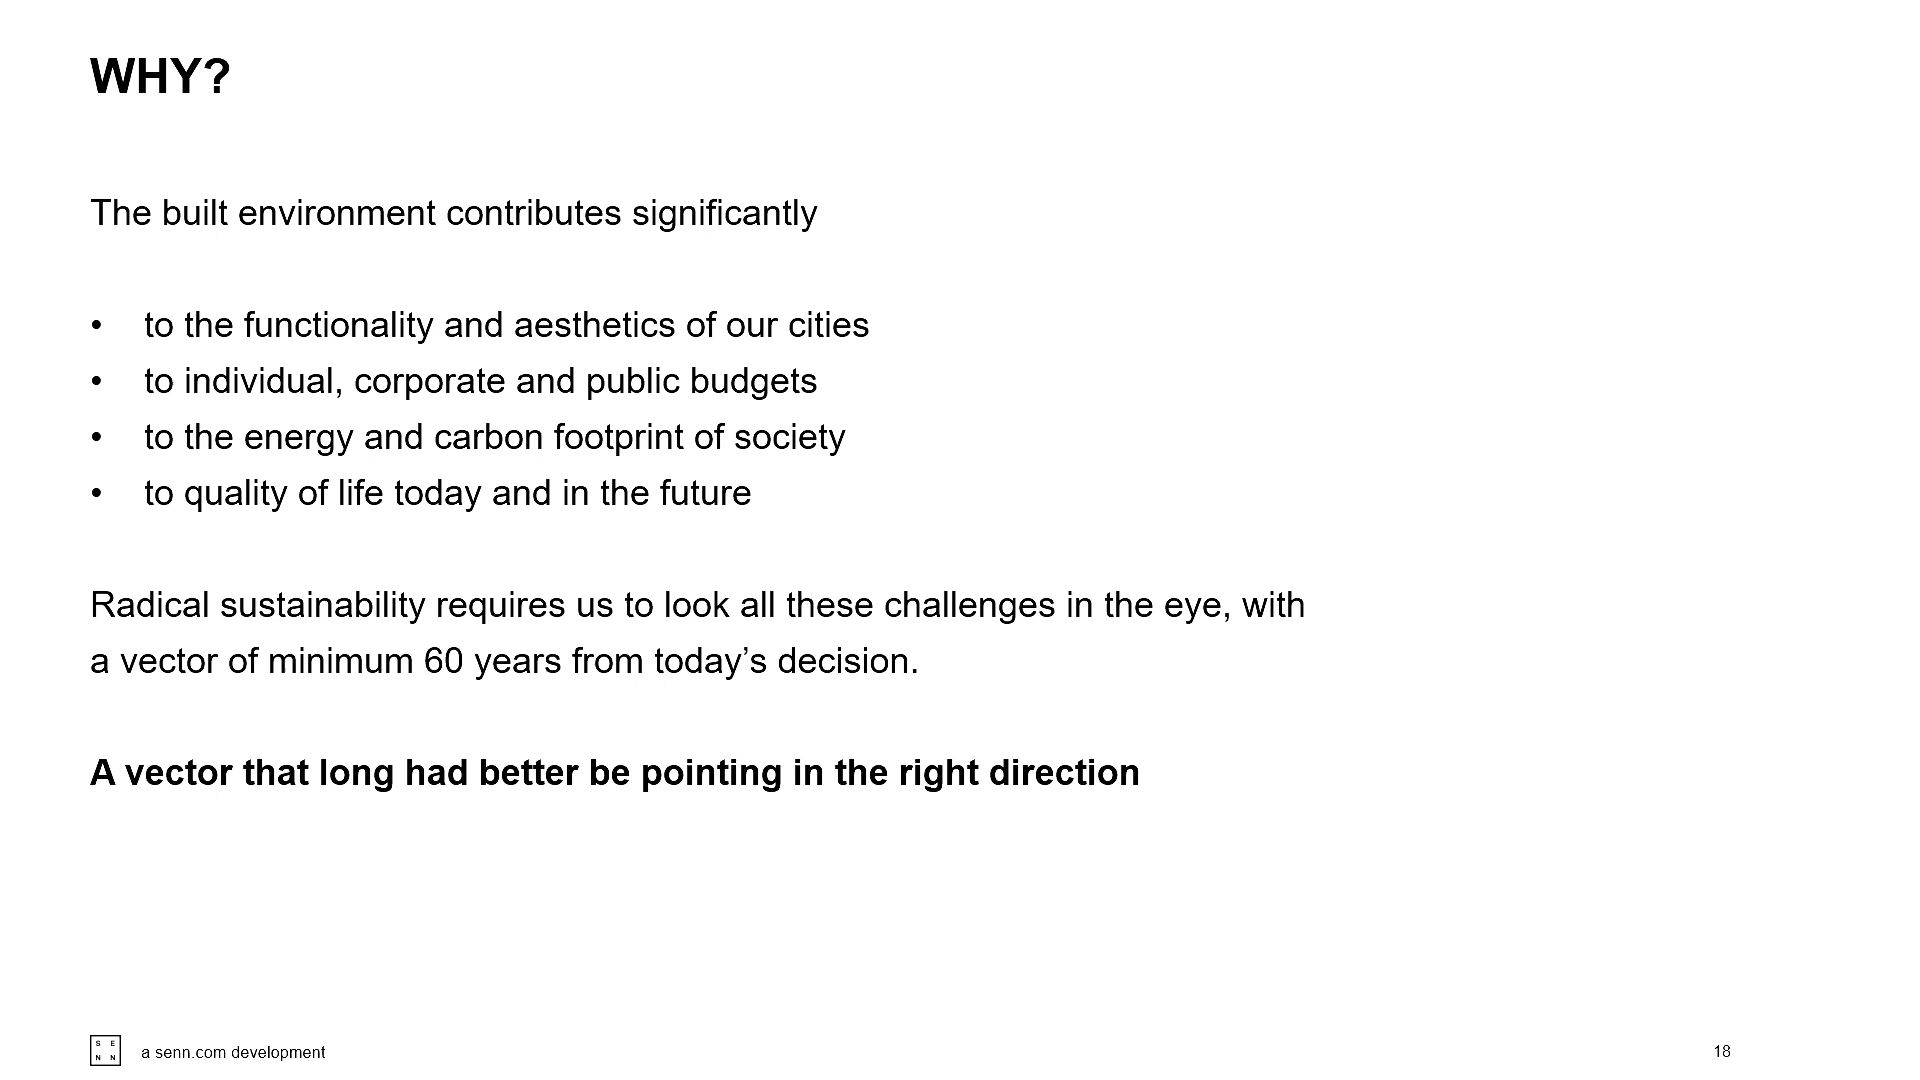 WHY?
The built environment contributes significantly
• to the functionality and aesthetics of our cities
• to individual, corporate and public budgets
• to the energy and carbon footprint of society
• to quality of life today and in the future
Radical sustainability requires us to look all these challenges in the eye, with
a vector of minimum 60 years from today’s decision.
A vector that long had better be pointing in the right direction
S E
N N
a senn.com development
18